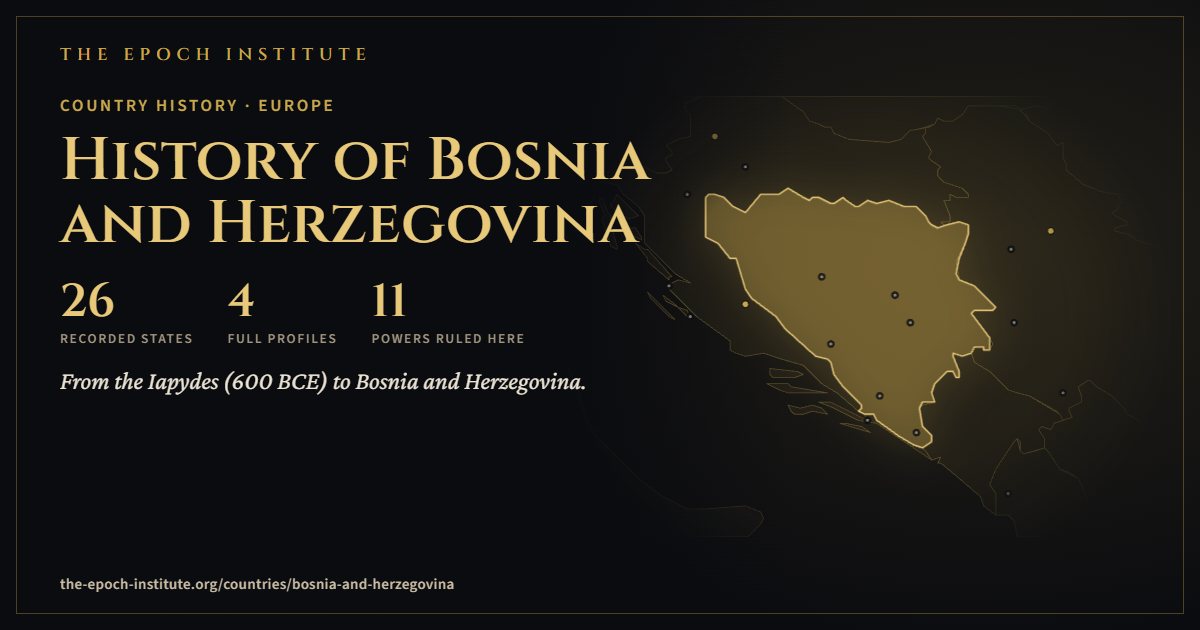 THE EPOCH INSTITUTE
COUNTRY HISTORY · EUROPE
HISTORY OF BOSNIA
AND HERZEGOVINA
26 4 11
RECORDED STATES FULL PROFILES POWERS RULED HERE
From the Iapydes (600 BCE) to Bosnia and Herzegovina.
the-epoch-institute.org/countries/bosnia-and-herzegovina